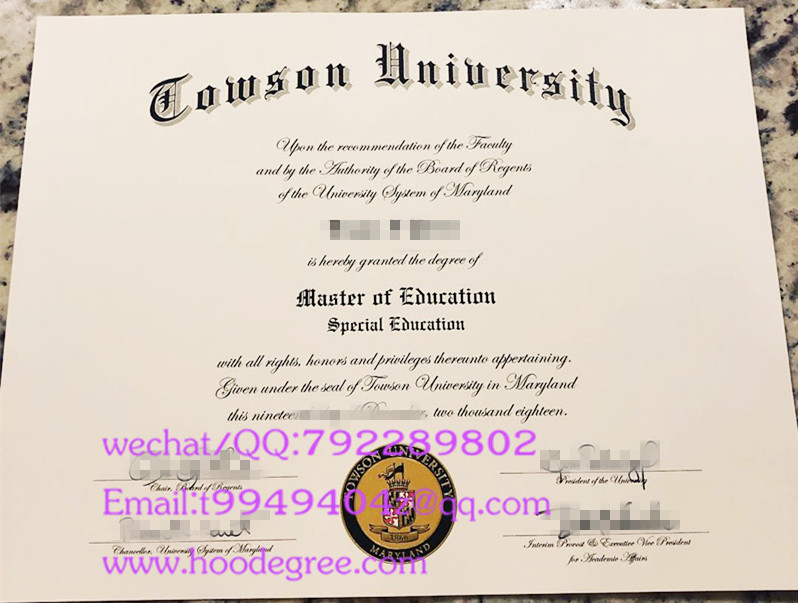 Towson University
Upon the recommendation of the Faculty
and by the Authority of the Board of Regents
of the University System of Maryland
is hereby granted the degree of
Master of Education
Special Education
with all rights, honors and privileges thereunto appertaining.
Given under the seal of Towson University in Maryland
this two thousand eighteen.
wechat/QQ:792289802
Chair, Board of Regents
President of the University
Email:t99494042@qq.com
TOWSON UNIVERSITY
1866
MARYLAND
Chancellor, University System of Maryland
Interim Provost & Executive Vice President
for Academic Affairs
www.hoodegree.com